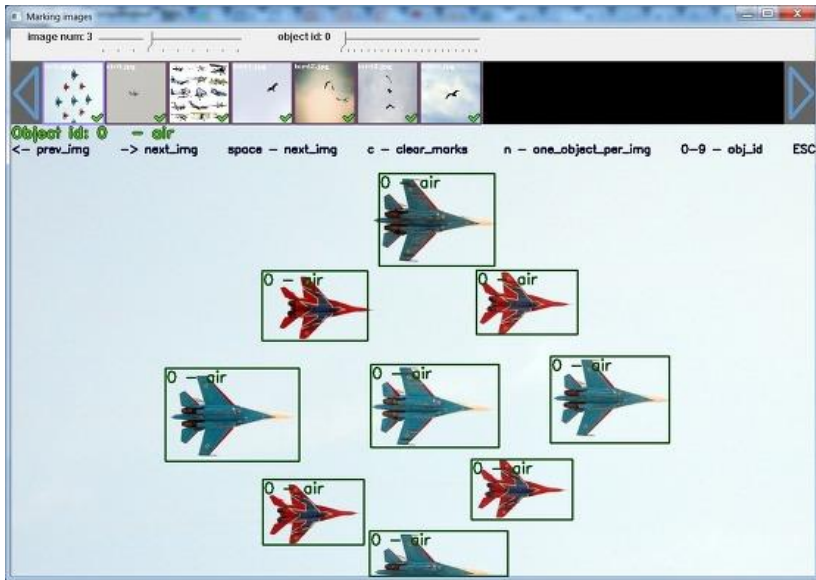 Marking images
image num: 3
object id: 0
Object id: 0 - air
<- prev_img -> next_img space - next_img c - clear_marks n - one_object_per_img 0-9 - obj_id ESC
0 - air
0 - air
0 - air
0 - air
0 - air
0 - air
0 - air
0 - air
0 - air